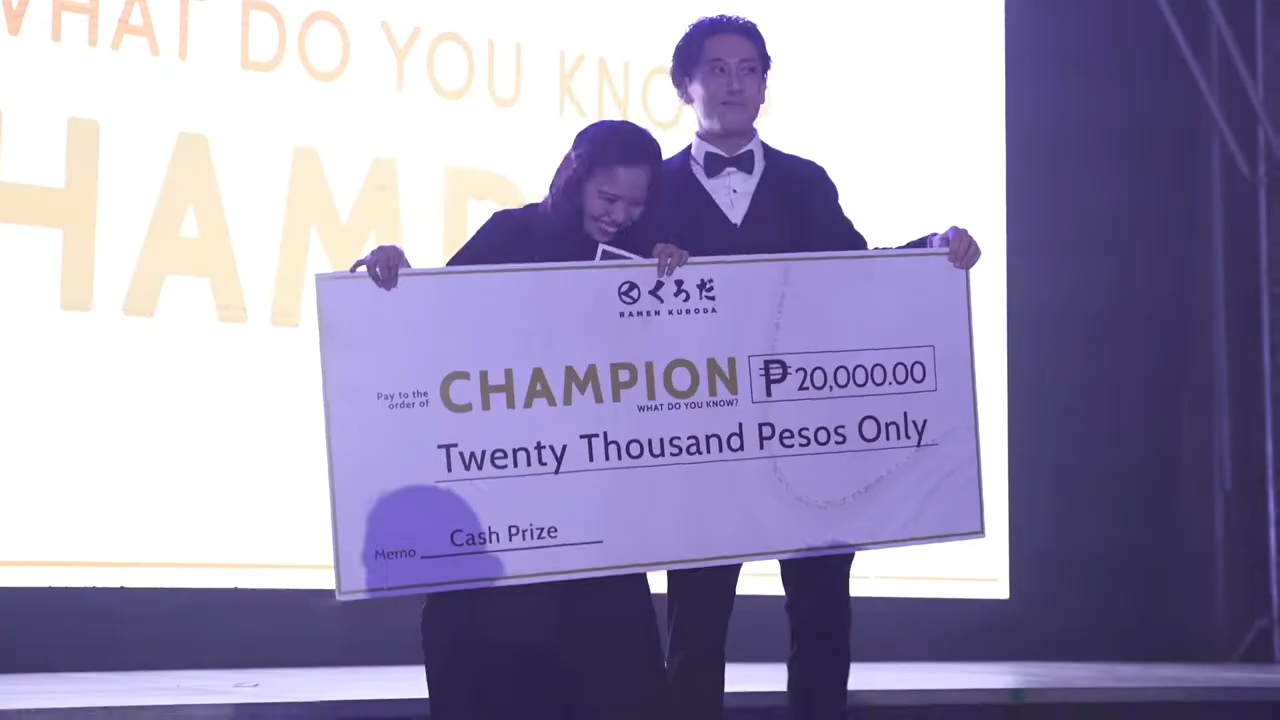 WHAT DO YOU KNO
CHAMP
くろだ
RAMEN KURODA
Pay to the
order of
CHAMPION
₱ 20,000.00
WHAT DO YOU KNOW?
Twenty Thousand Pesos Only
Memo Cash Prize